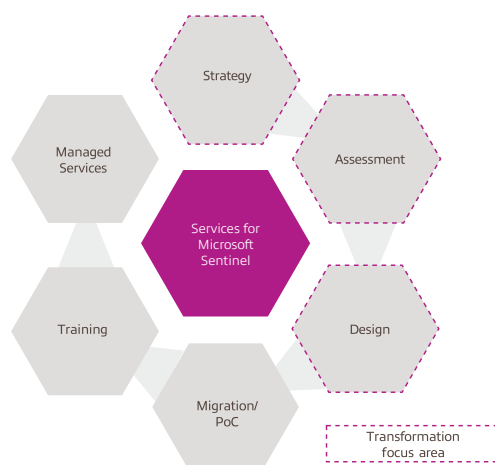 Strategy
Managed
Services
Assessment
Services for
Microsoft
Sentinel
Training
Design
Migration/
PoC
Transformation
focus area